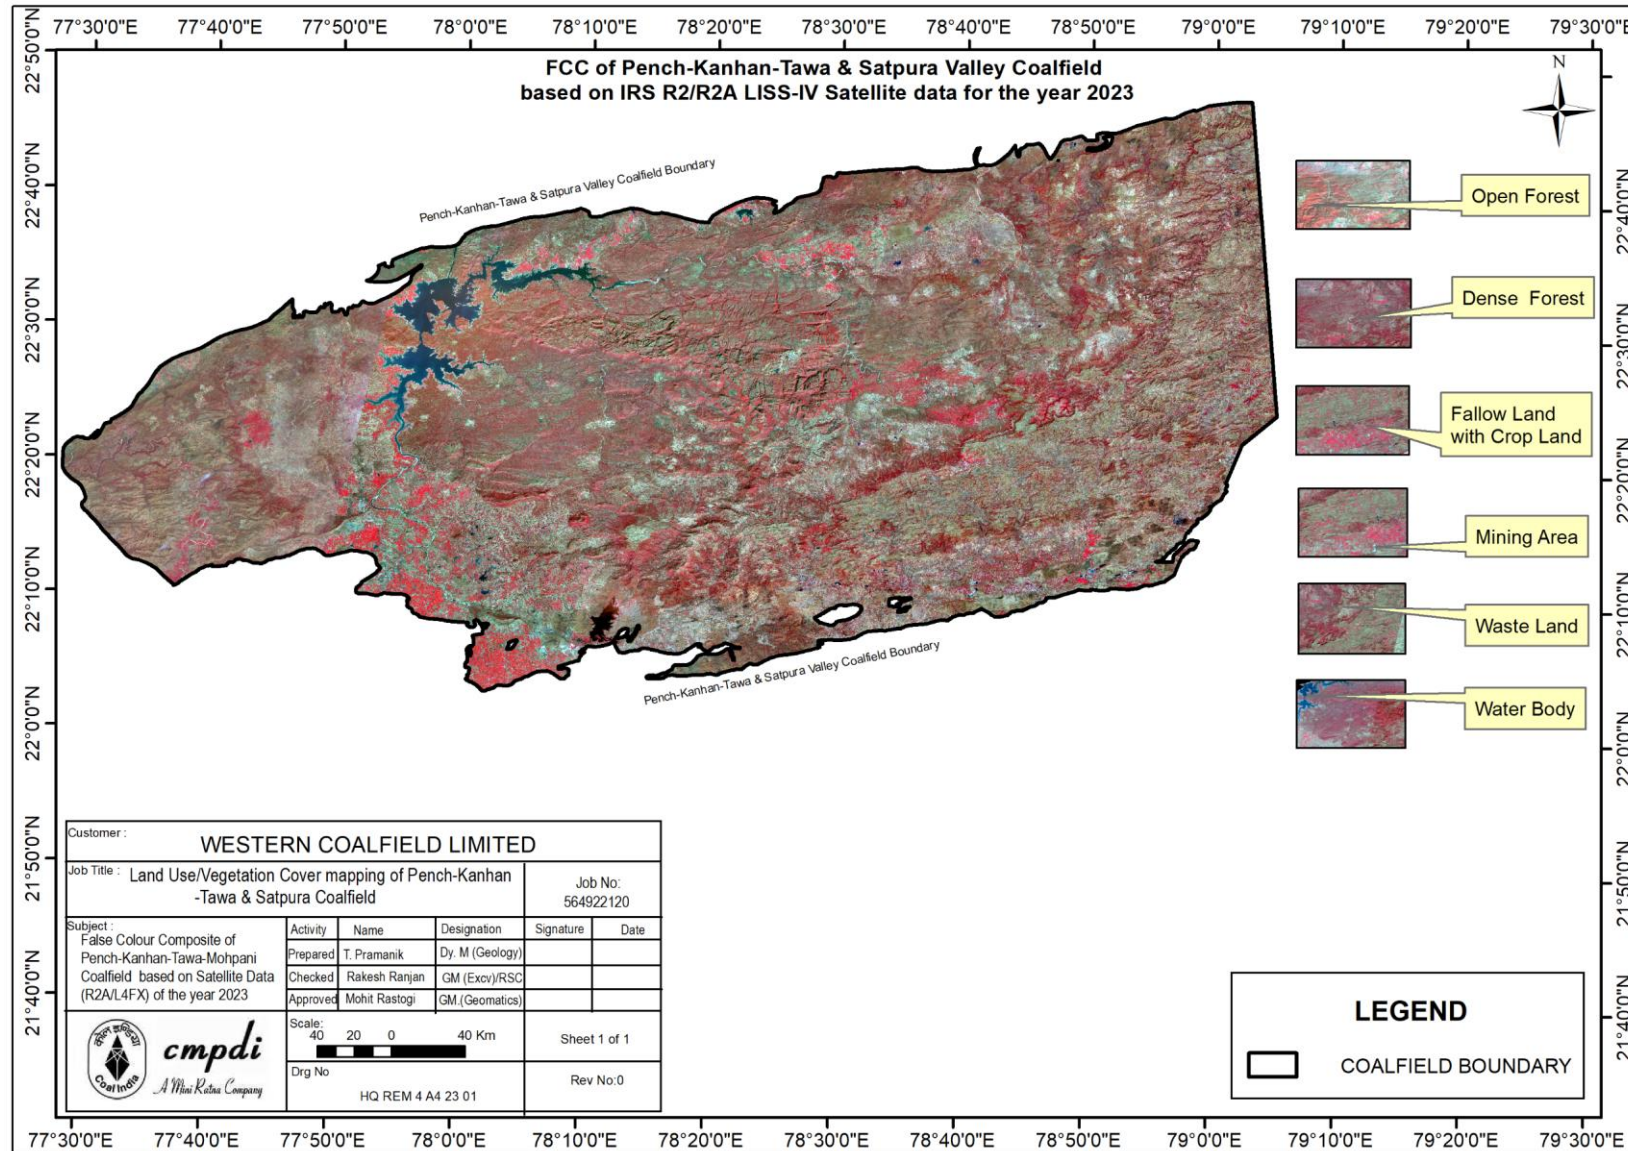 77°30'0"E 77°40'0"E 77°50'0"E 78°0'0"E 78°10'0"E 78°20'0"E 78°30'0"E 78°40'0"E 78°50'0"E 79°0'0"E 79°10'0"E 79°20'0"E 79°30'0"E
FCC of Pench-Kanhan-Tawa & Satpura Valley Coalfield
based on IRS R2/R2A LISS-IV Satellite data for the year 2023
N
22°50'0"N
22°40'0"N
22°30'0"N
22°20'0"N
22°10'0"N
22°0'0"N
21°50'0"N
21°40'0"N
Pench-Kanhan-Tawa & Satpura Valley Coalfield Boundary
Pench-Kanhan-Tawa & Satpura Valley Coalfield Boundary
Open Forest
Dense Forest
Fallow Land
with Crop Land
Mining Area
Waste Land
Water Body
22°40'0"N
22°30'0"N
22°20'0"N
22°10'0"N
22°0'0"N
21°50'0"N
21°40'0"N
Customer :
WESTERN COALFIELD LIMITED
Job Title : Land Use/Vegetation Cover mapping of Pench-Kanhan
-Tawa & Satpura Coalfield
Job No:
564922120
Subject :
False Colour Composite of
Pench-Kanhan-Tawa-Mohpani
Coalfield based on Satellite Data
(R2A/L4FX) of the year 2023
Activity Name Designation Signature Date
Prepared T. Pramanik Dy. M (Geology)
Checked Rakesh Ranjan GM (Excv)/RSC
Approved Mohit Rastogi GM.(Geomatics)
कोल इण्डिया
Coal India
cmpdi
A Mini Ratna Company
Scale:
40 20 0 40 Km
Sheet 1 of 1
Drg No
HQ REM 4 A4 23 01
Rev No:0
LEGEND
COALFIELD BOUNDARY
77°30'0"E 77°40'0"E 77°50'0"E 78°0'0"E 78°10'0"E 78°20'0"E 78°30'0"E 78°40'0"E 78°50'0"E 79°0'0"E 79°10'0"E 79°20'0"E 79°30'0"E